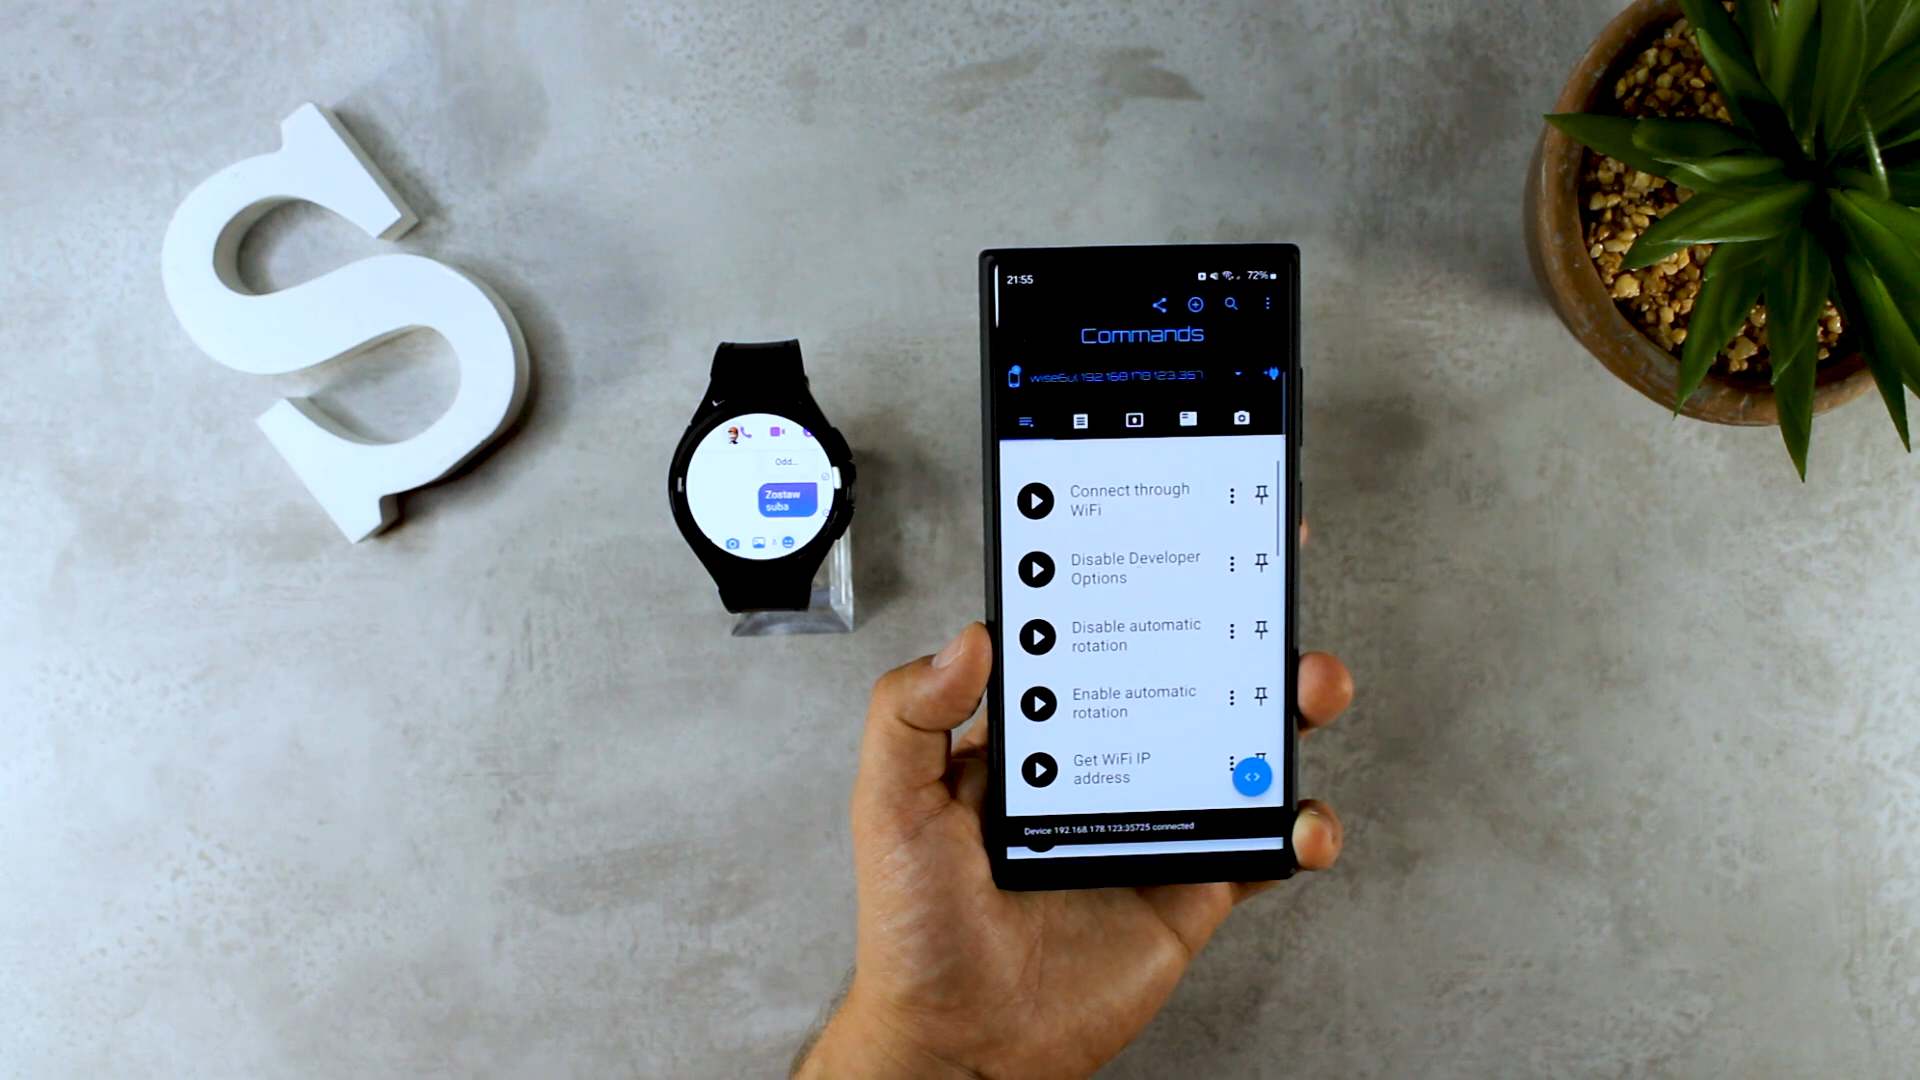 S
Odd...
Zostaw
suba
21:55
72%
Commands
Connect through
WiFi
Disable Developer
Options
Disable automatic
rotation
Enable automatic
rotation
Get WiFi IP
address
Device 192.168.178.123:35725 connected